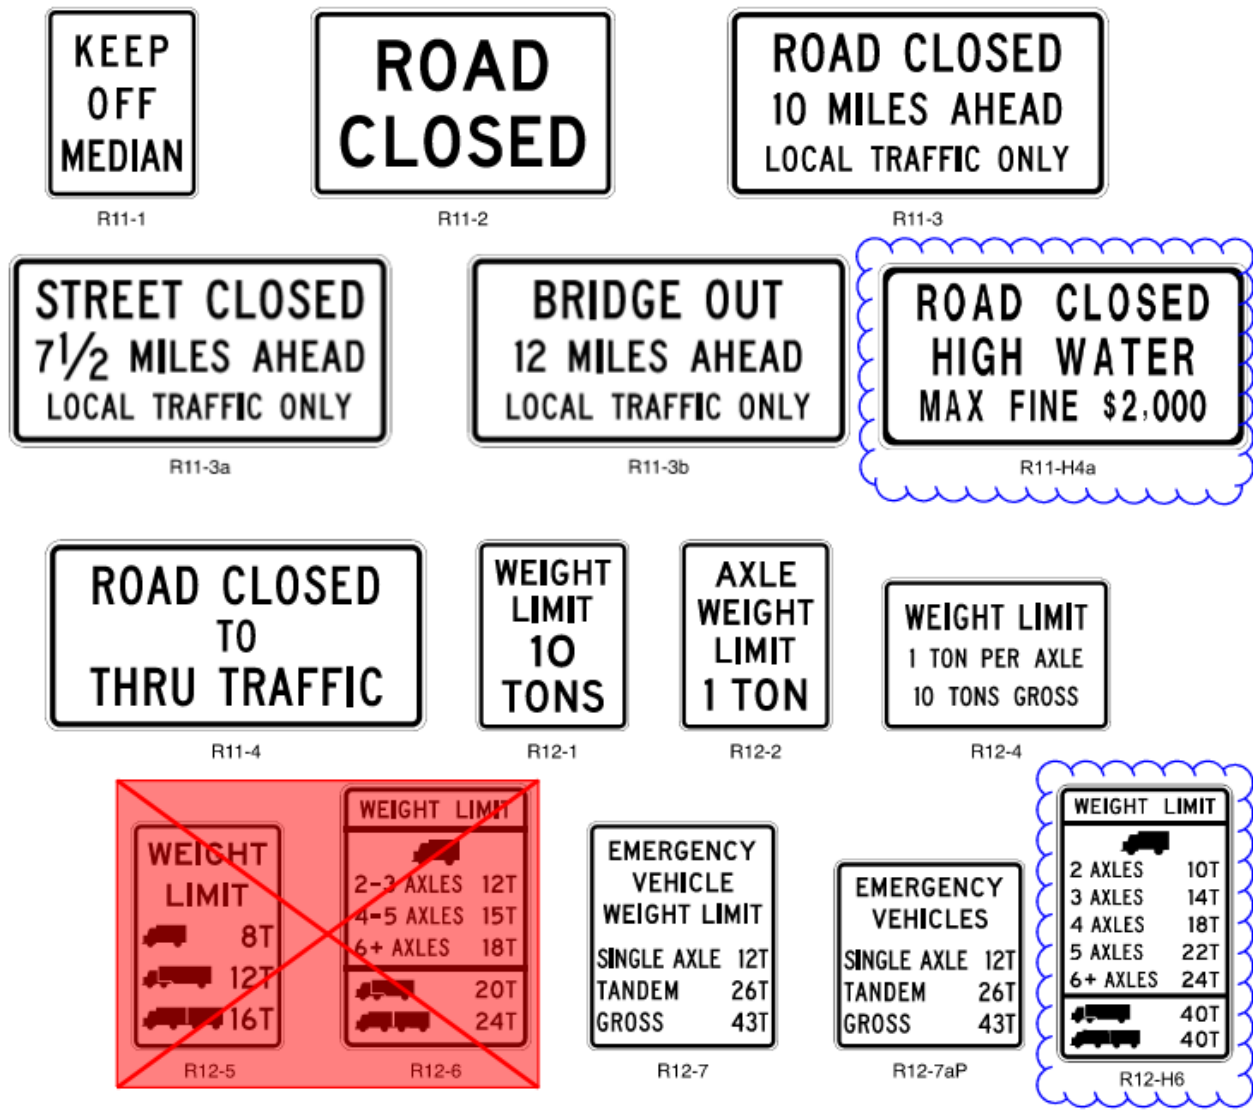 KEEP
OFF
MEDIAN
R11-1
ROAD
CLOSED
R11-2
ROAD CLOSED
10 MILES AHEAD
LOCAL TRAFFIC ONLY
R11-3
STREET CLOSED
7 1/2 MILES AHEAD
LOCAL TRAFFIC ONLY
R11-3a
BRIDGE OUT
12 MILES AHEAD
LOCAL TRAFFIC ONLY
R11-3b
ROAD CLOSED
HIGH WATER
MAX FINE $2,000
R11-H4a
ROAD CLOSED
TO
THRU TRAFFIC
R11-4
WEIGHT
LIMIT
10
TONS
R12-1
AXLE
WEIGHT
LIMIT
1 TON
R12-2
WEIGHT LIMIT
1 TON PER AXLE
10 TONS GROSS
R12-4
WEIGHT
LIMIT
8T
12T
16T
R12-5
WEIGHT LIMIT
2-3 AXLES 12T
4-5 AXLES 15T
6+ AXLES 18T
20T
24T
R12-6
EMERGENCY
VEHICLE
WEIGHT LIMIT
SINGLE AXLE 12T
TANDEM 26T
GROSS 43T
R12-7
EMERGENCY
VEHICLES
SINGLE AXLE 12T
TANDEM 26T
GROSS 43T
R12-7aP
WEIGHT LIMIT
2 AXLES 10T
3 AXLES 14T
4 AXLES 18T
5 AXLES 22T
6+ AXLES 24T
40T
40T
R12-H6